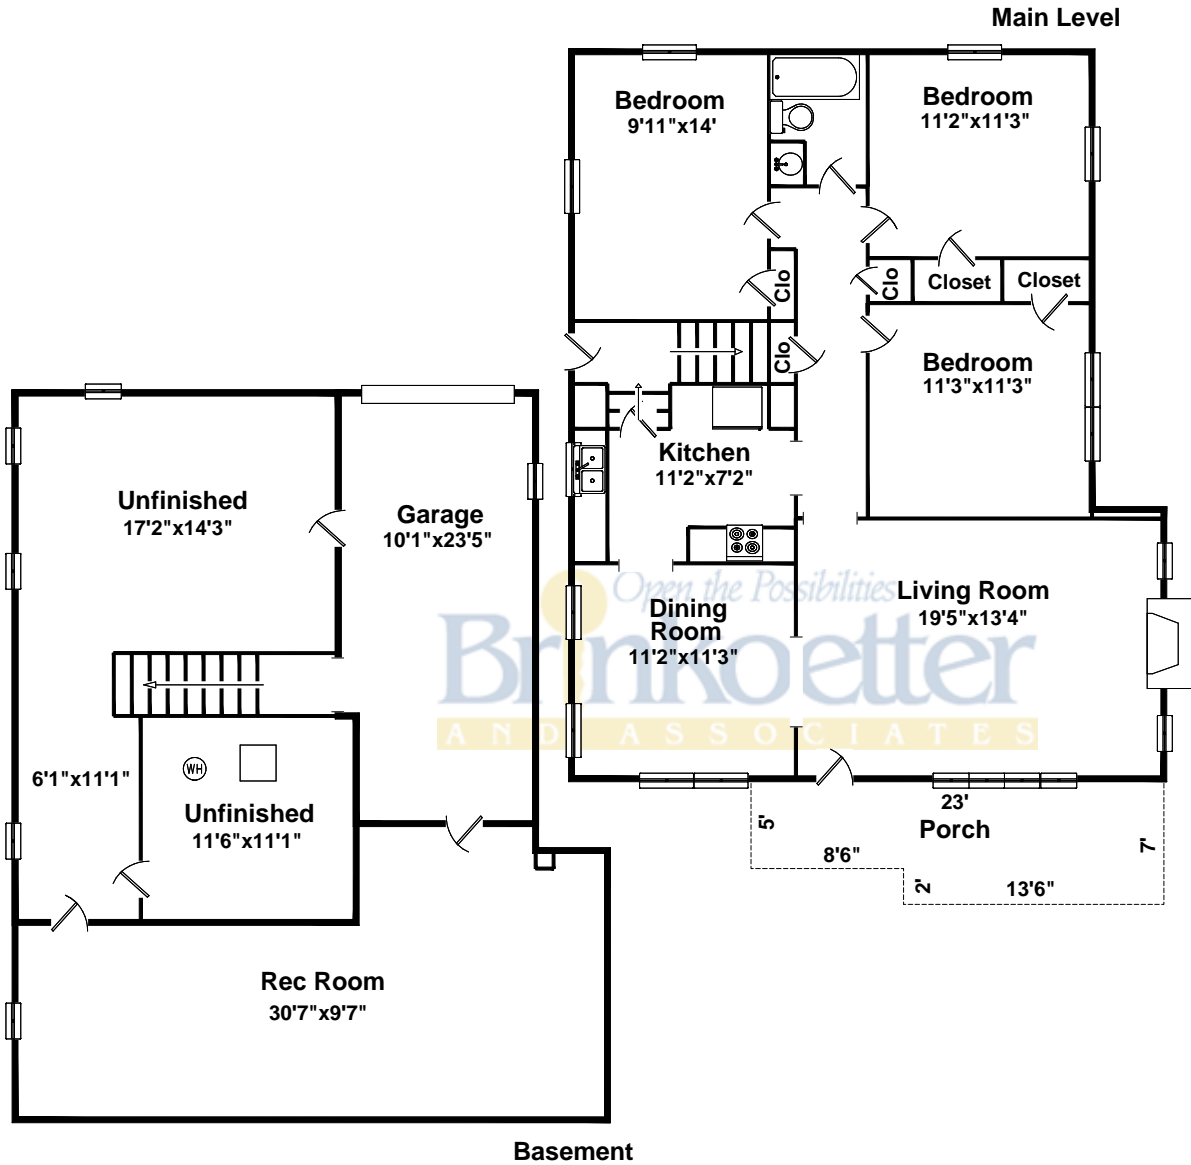 Main Level
Bedroom
9'11"x14'
Bedroom
11'2"x11'3"
Clo
Clo
Closet
Closet
Clo
Bedroom
11'3"x11'3"
Kitchen
11'2"x7'2"
Unfinished
17'2"x14'3"
Garage
10'1"x23'5"
Open the Possibilities
Brinkoetter
AND ASSOCIATES
Dining
Room
11'2"x11'3"
Living Room
19'5"x13'4"
6'1"x11'1"
WH
Unfinished
11'6"x11'1"
23'
Porch
5'
8'6"
2'
13'6"
7'
Rec Room
30'7"x9'7"
Basement